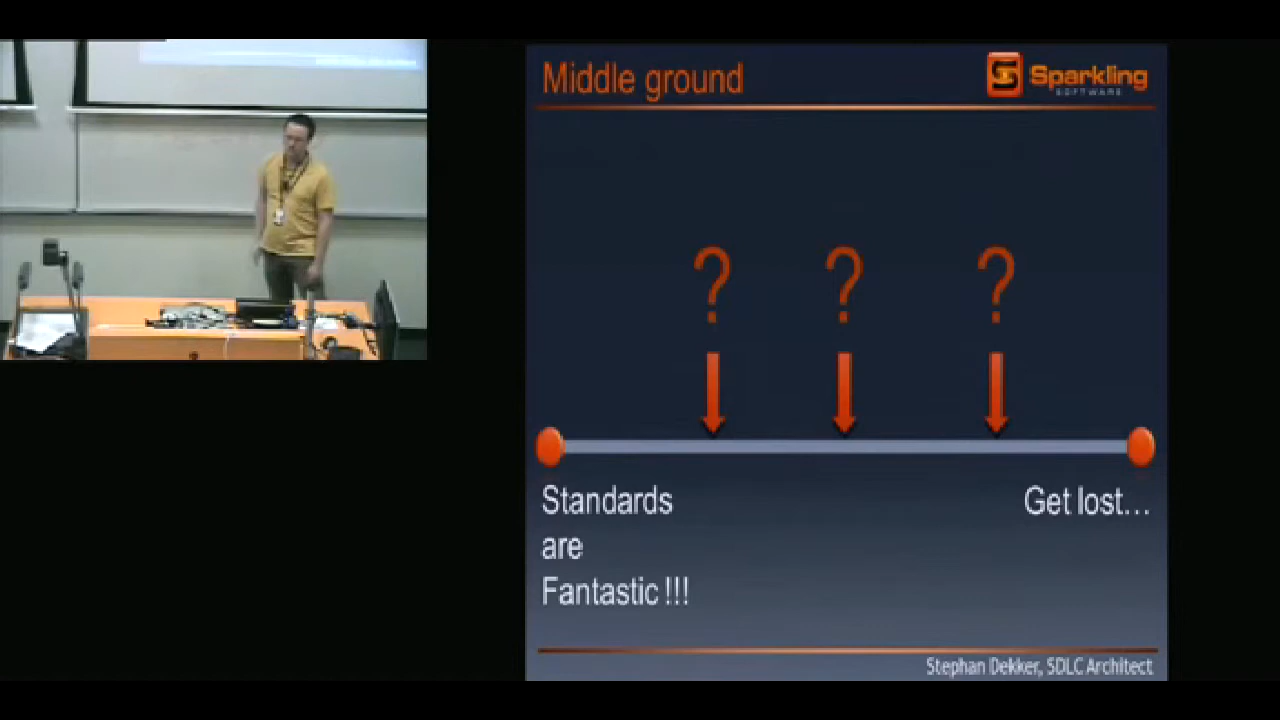 Middle ground
Sparkling
SOFTWARE
? ? ?
Standards
are
Fantastic !!!
Get lost...
Stephan Dekker, SDLC Architect